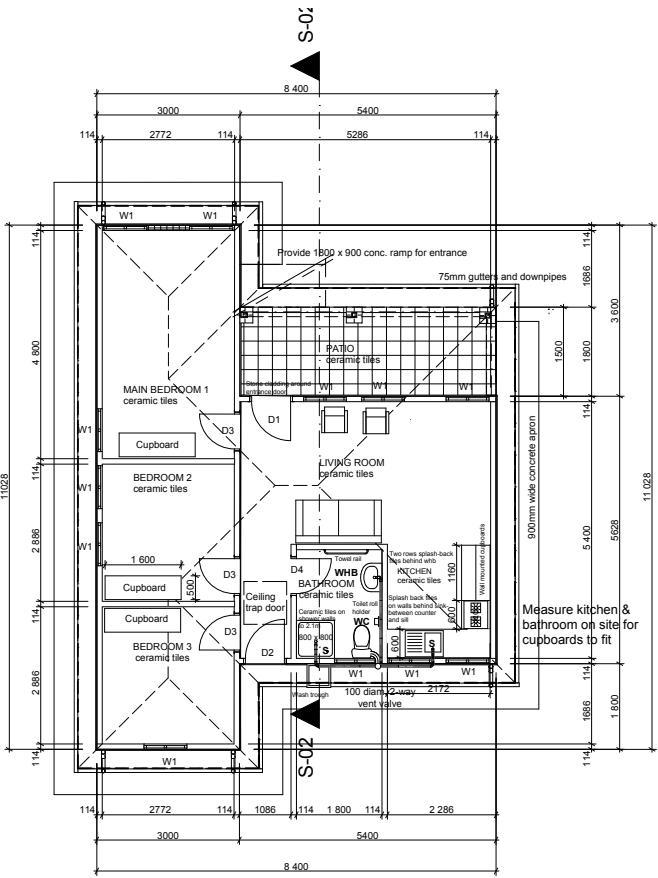 S-02
8 400
3000
5400
114
2772
114
5286
114
W1
W1
Provide 1800 x 900 conc. ramp for entrance
75mm gutters and downpipes
114
114
1686
3 600
1500
1800
PATIO
ceramic tiles
Stone cladding around
entrance door
W1
W1
W1
4 800
MAIN BEDROOM 1
ceramic tiles
D3
D1
114
W1
Cupboard
11028
114
BEDROOM 2
ceramic tiles
W1
LIVING ROOM
ceramic tiles
900mm wide concrete apron
5 400
5628
11 028
2 886
W1
1 600
Cupboard
500
D3
D4
Towel rail
WHB
BATHROOM
ceramic tiles
Two rows splash-back
tiles behind whb
KITCHEN
ceramic tiles
1160
Wall mounted cupboards
114
Cupboard
Ceiling
trap door
Ceramic tiles on
shower walls
to 2.1m
800 x 800
S
Toilet roll
holder
WC
Splash back tiles
on walls behind sink
between counter
and sill
600
600
S
Measure kitchen &
bathroom on site for
cupboards to fit
D3
BEDROOM 3
ceramic tiles
D2
W1
W1
W1
2172
Wash trough
100 diam. 2-way
vent valve
2 886
114
114
1686
1 800
114
W1
S-02
114
2772
114
1086
114
1 800
114
2 286
3000
5400
8 400